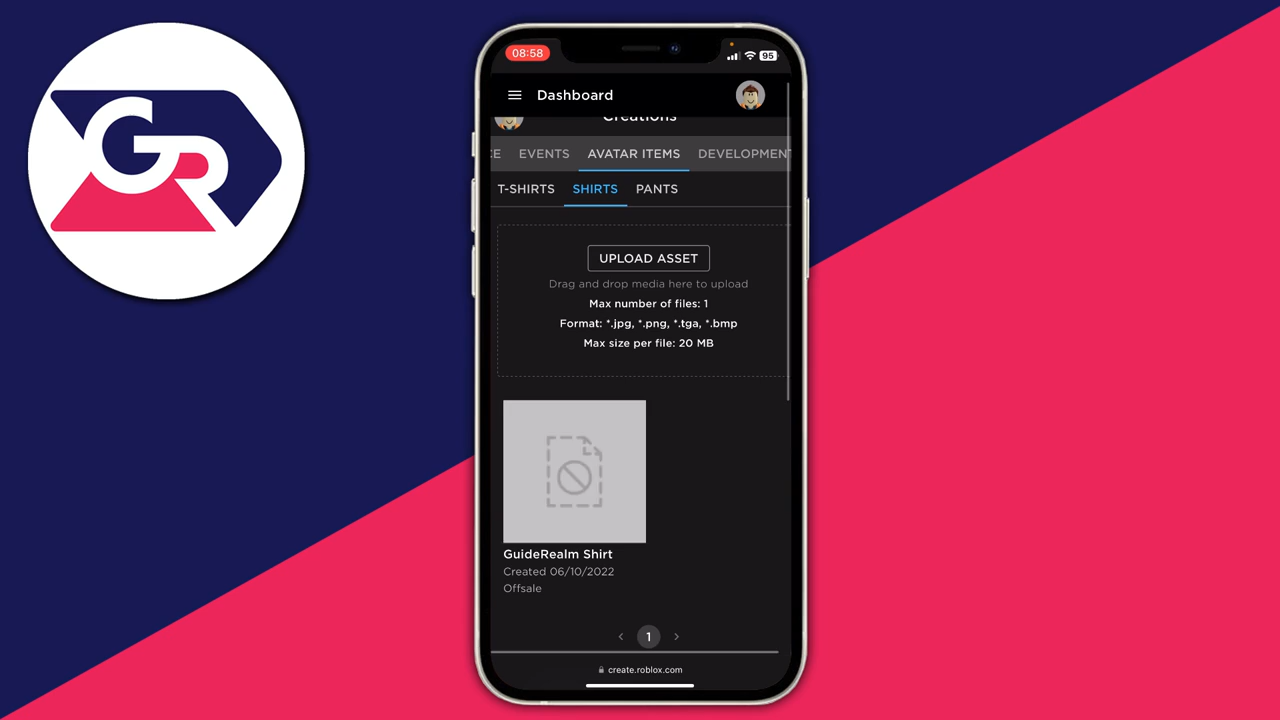 GR
08:58
95
Dashboard
Creations
CE EVENTS AVATAR ITEMS DEVELOPMENT
T-SHIRTS SHIRTS PANTS
UPLOAD ASSET
Drag and drop media here to upload
Max number of files: 1
Format: *.jpg, *.png, *.tga, *.bmp
Max size per file: 20 MB
GuideRealm Shirt
Created 06/10/2022
Offsale
< 1 >
create.roblox.com